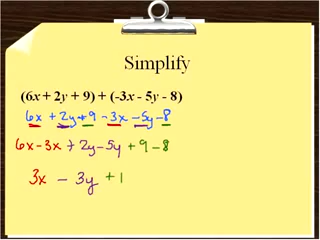 Simplify
(6x + 2y + 9) + (-3x - 5y - 8)
6x + 2y + 9 - 3x - 5y - 8
6x - 3x + 2y - 5y + 9 - 8
3x - 3y + 1